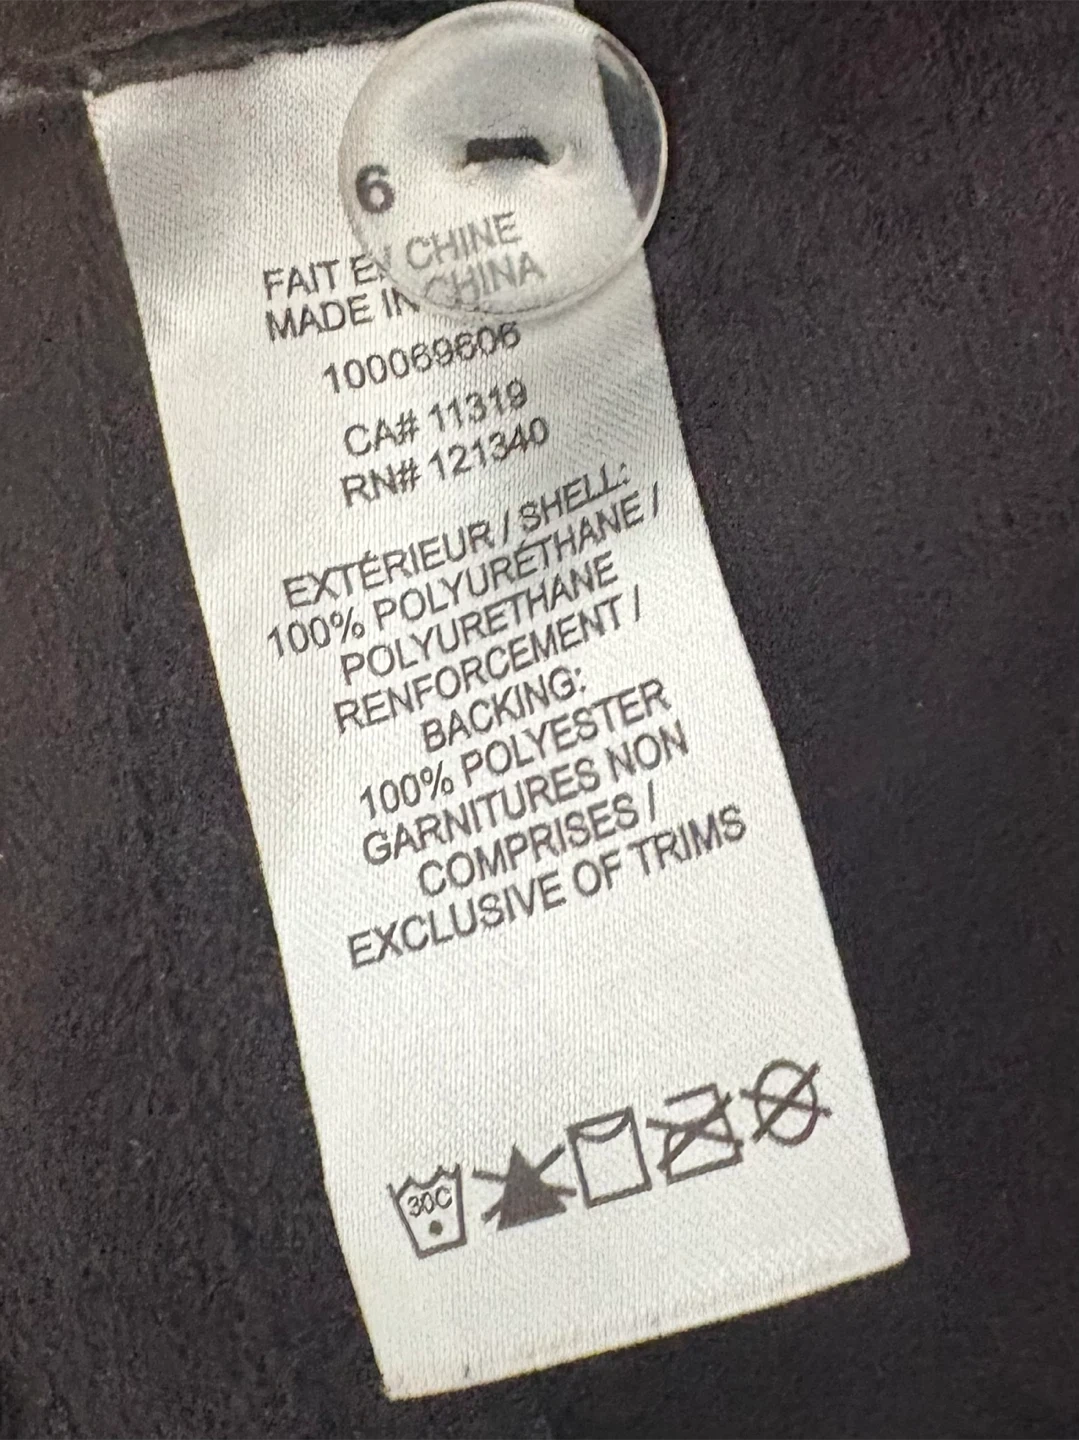 6
FAIT EN CHINE
MADE IN CHINA
100069606
CA# 11319
RN# 121340
EXTÉRIEUR / SHELL:
100% POLYURÉTHANE /
POLYURETHANE
RENFORCEMENT /
BACKING:
100% POLYESTER
GARNITURES NON
COMPRISES /
EXCLUSIVE OF TRIMS
30C